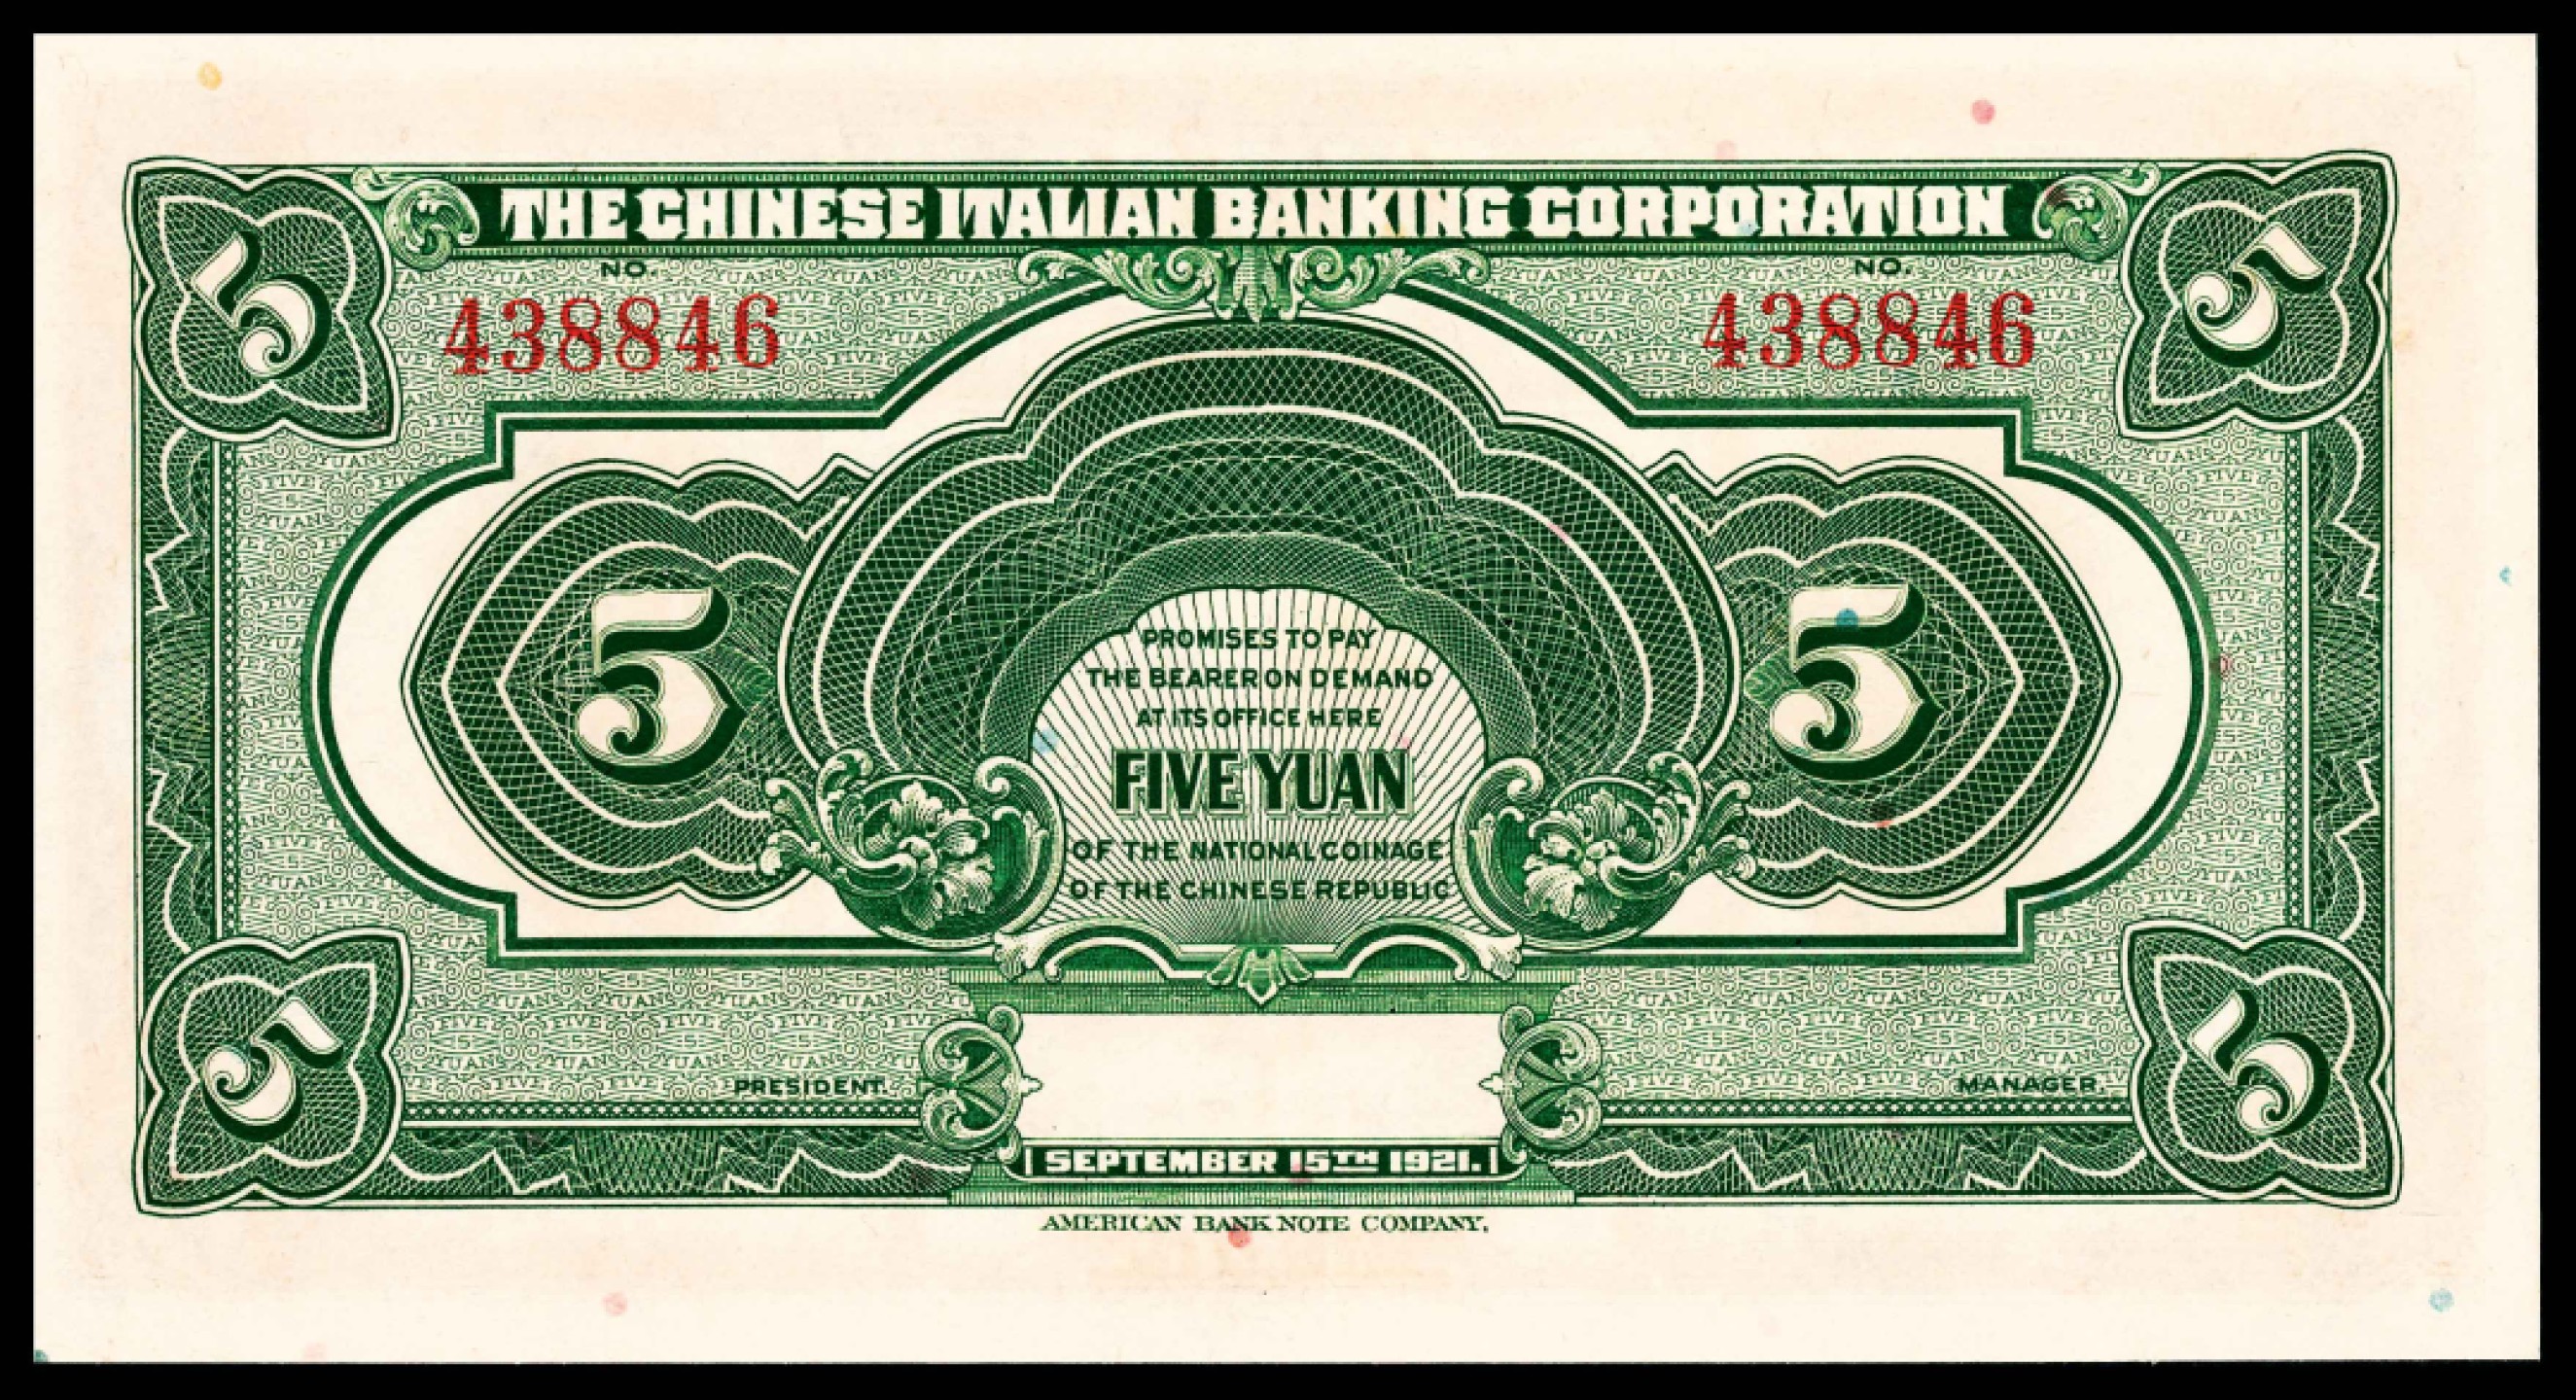 THE CHINESE ITALIAN BANKING CORPORATION
NO. NO.
438846 438846
5 5
5 5
PROMISES TO PAY
THE BEARER ON DEMAND
AT ITS OFFICE HERE
FIVE YUAN
OF THE NATIONAL COINAGE
OF THE CHINESE REPUBLIC
5 5
PRESIDENT. MANAGER.
SEPTEMBER 15TH 1921.
AMERICAN BANK NOTE COMPANY.